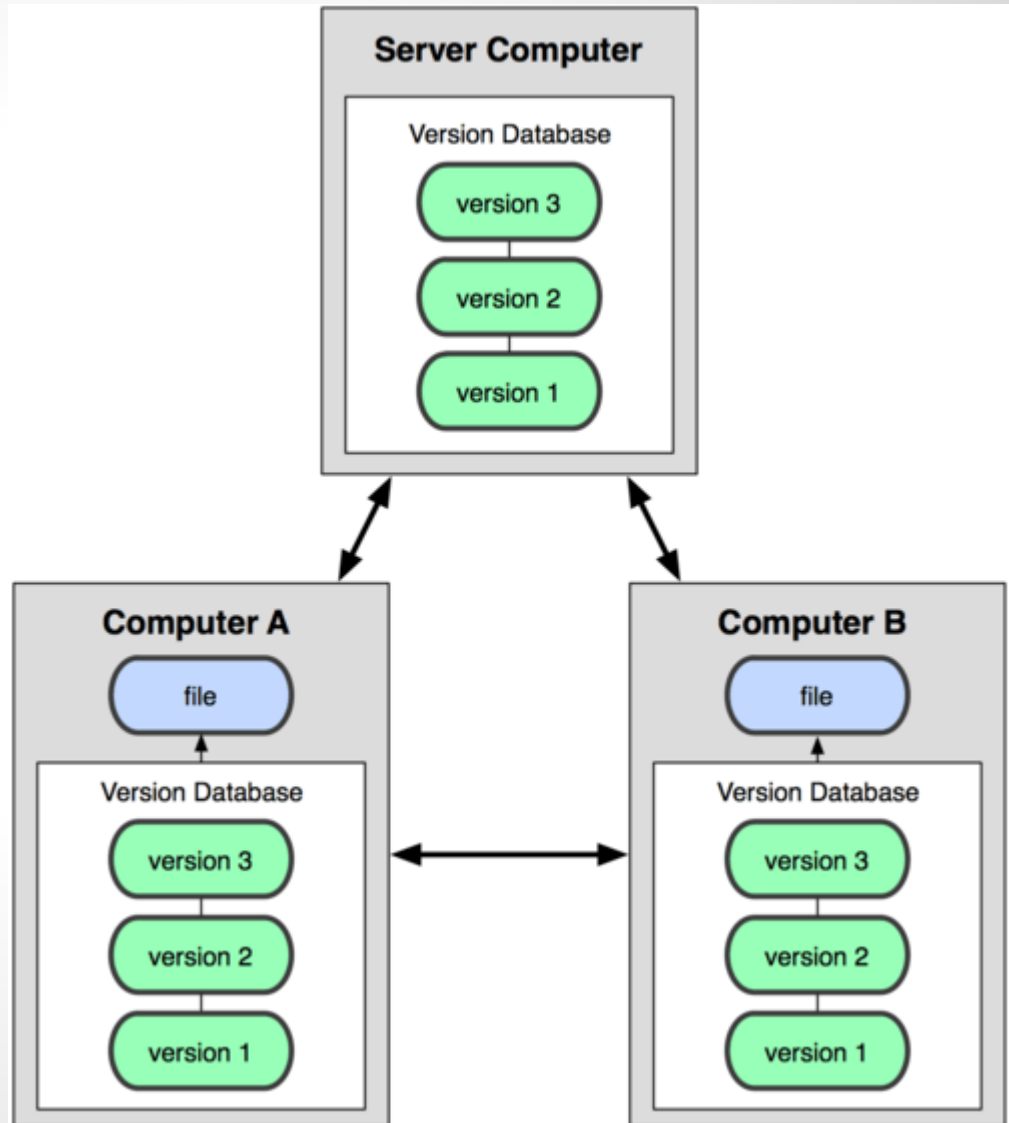 Server Computer
Version Database
version 3
version 2
version 1
Computer A
file
Version Database
version 3
version 2
version 1
Computer B
file
Version Database
version 3
version 2
version 1